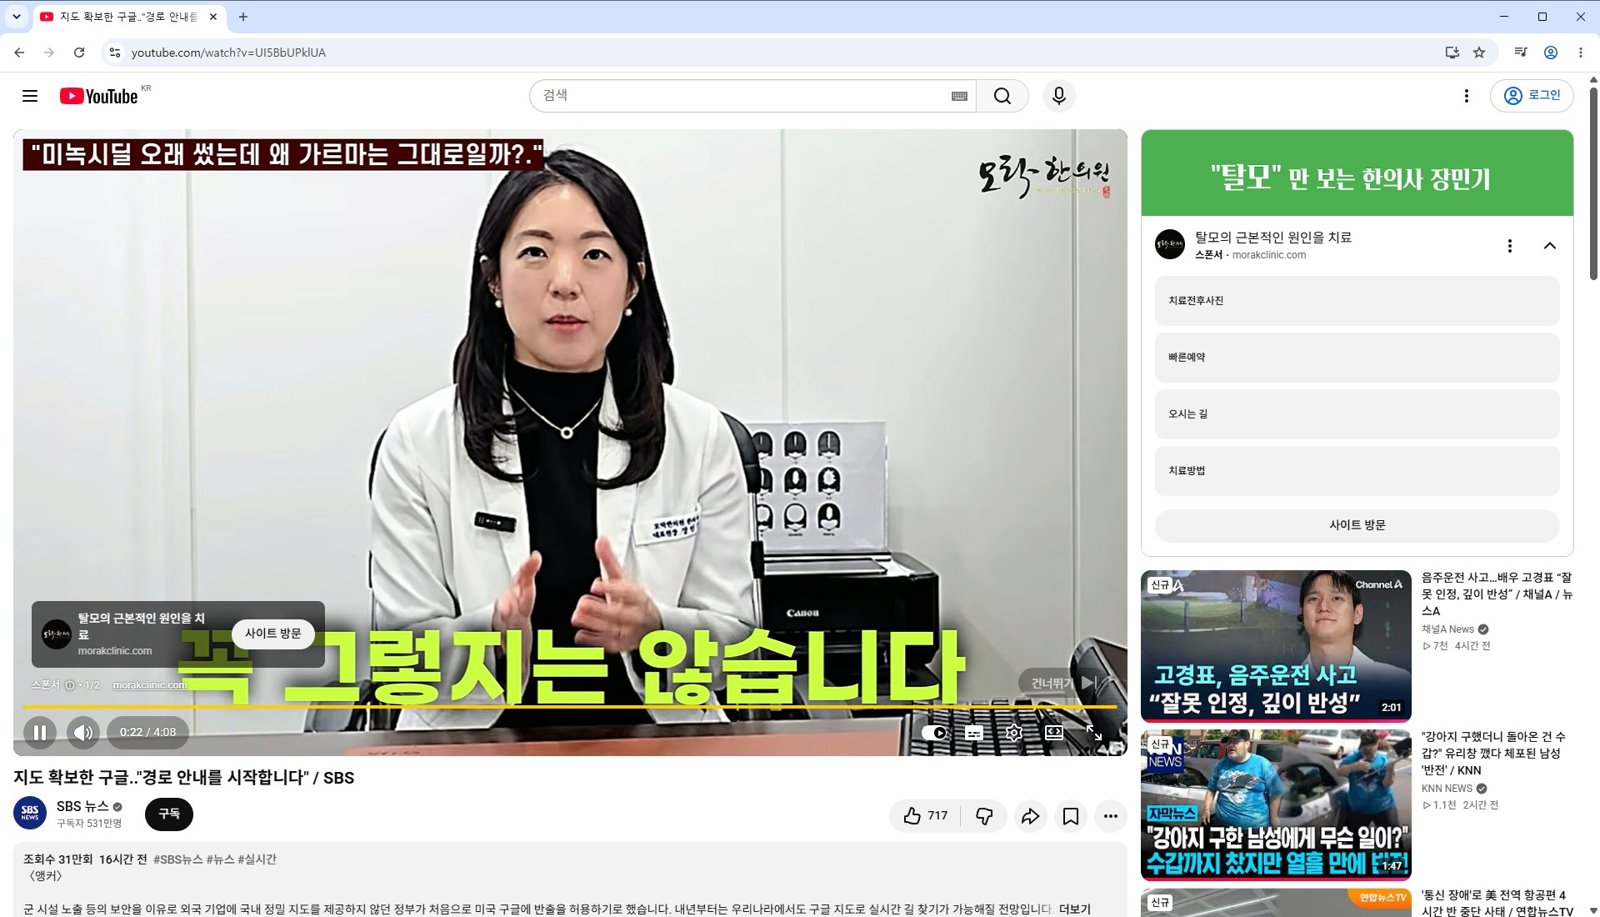 지도 확보한 구글.."경로 안내를
youtube.com/watch?v=UI5BbUPklUA
YouTube KR
검색
로그인
"미녹시딜 오래 썼는데 왜 가르마는 그대로일까?."
모락한의원
Canon
탈모의 근본적인 원인을 치
료
morakclinic.com
사이트 방문
꼭 그렇지는 않습니다
스폰서 · 1/2 morakclinic.com
건너뛰기
0:22 / 4:08
지도 확보한 구글.."경로 안내를 시작합니다" / SBS
SBS NEWS
SBS 뉴스
구독자 531만명
구독
717
조회수 31만회 16시간 전 #SBS뉴스 #뉴스 #실시간
〈앵커〉
군 시설 노출 등의 보안을 이유로 외국 기업에 국내 정밀 지도를 제공하지 않던 정부가 처음으로 미국 구글에 반출을 허용하기로 했습니다. 내년부터는 우리나라에서도 구글 지도로 실시간 길 찾기가 가능해질 전망입니다. 더보기
"탈모" 만 보는 한의사 장민기
탈모의 근본적인 원인을 치료
스폰서 · morakclinic.com
치료전후사진
빠른예약
오시는 길
치료방법
사이트 방문
신규
Channel A
고경표, 음주운전 사고
"잘못 인정, 깊이 반성"
2:01
음주운전 사고…배우 고경표 "잘
못 인정, 깊이 반성" / 채널A / 뉴
스A
채널A News
7천 4시간 전
신규
NEWS
자막뉴스
"강아지 구한 남성에게 무슨 일이?"
수갑까지 찼지만 열흘 만에 반전!
1:47
"강아지 구했더니 돌아온 건 수
갑?" 유리창 깼다 체포된 남성
'반전' / KNN
KNN NEWS
1.1천 2시간 전
신규
연합뉴스TV
'통신 장애'로 美 전역 항공편 4
시간 반 중단 사태 / 연합뉴스TV